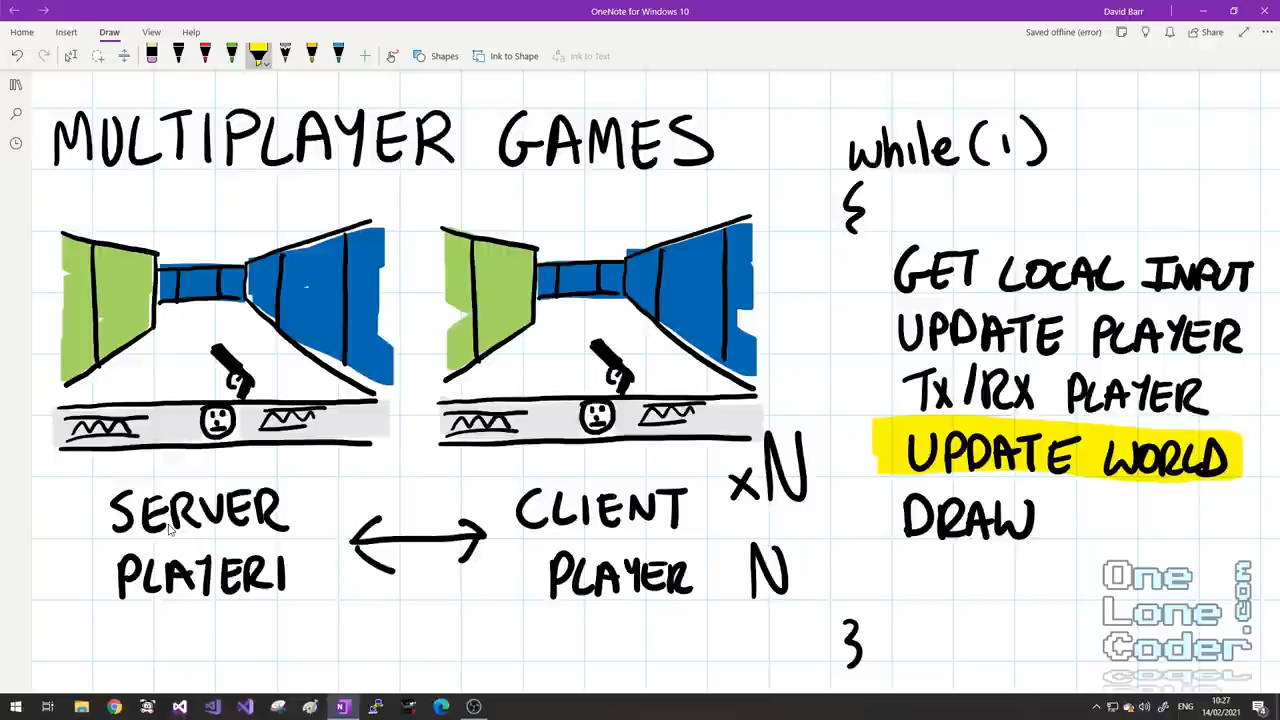 OneNote for Windows 10
David Barr
Home
Insert
Draw
View
Help
Saved offline (error)
Share
Shapes
Ink to Shape
Ink to Text
MULTIPLAYER GAMES
while(1)
{
GET LOCAL INPUT
UPDATE PLAYER
TX/RX PLAYER
UPDATE WORLD
DRAW
}
SERVER
PLAYER1
CLIENT
PLAYER N
xN
One
Lone
Coder.com
10:27
14/02/2021